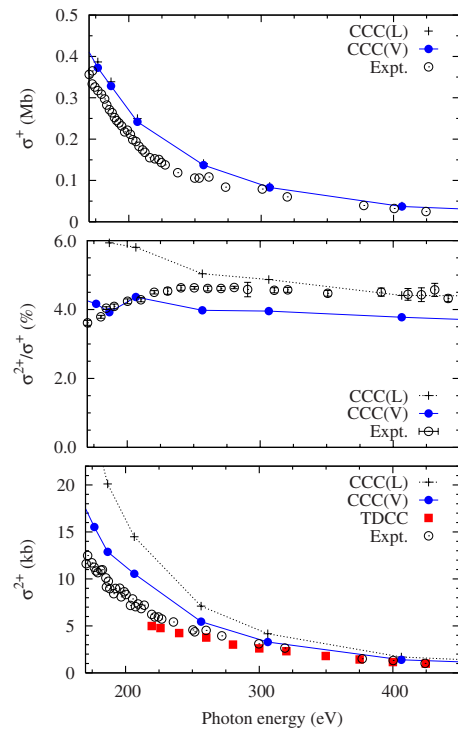 0.5
0.4
0.3
0.2
0.1
0
σ⁺ (Mb)
CCC(L)
CCC(V)
Expt.
6.0
4.0
2.0
0.0
σ²⁺/σ⁺ (%)
CCC(L)
CCC(V)
Expt.
20
15
10
5
0
σ²⁺ (kb)
CCC(L)
CCC(V)
TDCC
Expt.
200 250 300 350 400
Photon energy (eV)